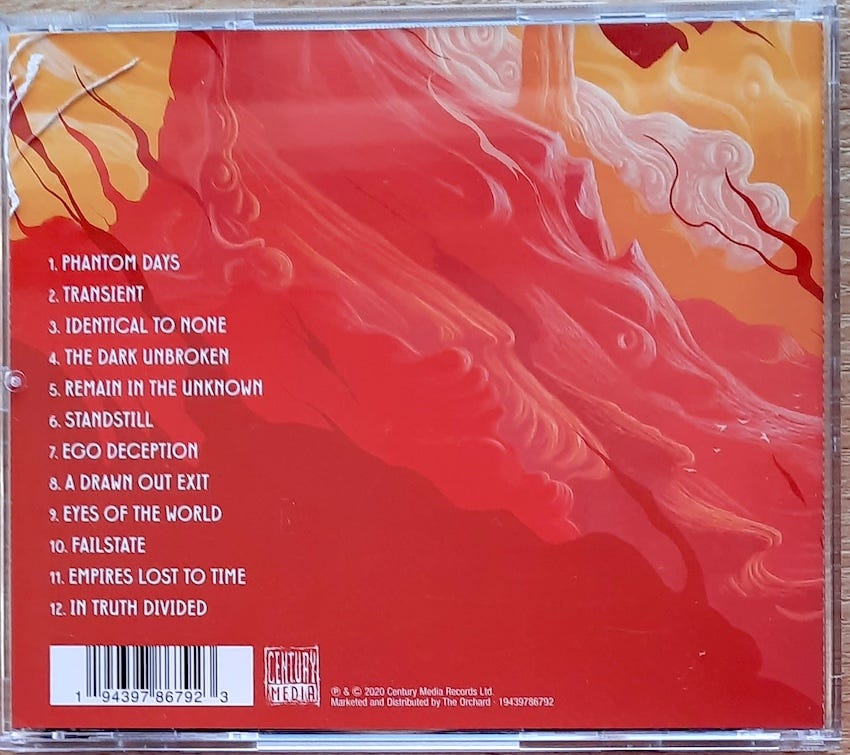 1. PHANTOM DAYS
2. TRANSIENT
3. IDENTICAL TO NONE
4. THE DARK UNBROKEN
5. REMAIN IN THE UNKNOWN
6. STANDSTILL
7. EGO DECEPTION
8. A DRAWN OUT EXIT
9. EYES OF THE WORLD
10. FAILSTATE
11. EMPIRES LOST TO TIME
12. IN TRUTH DIVIDED
1 94397 86792 3
CENTURY
MEDIA
℗ & © 2020 Century Media Records Ltd.
Marketed and Distributed by The Orchard · 19439786792